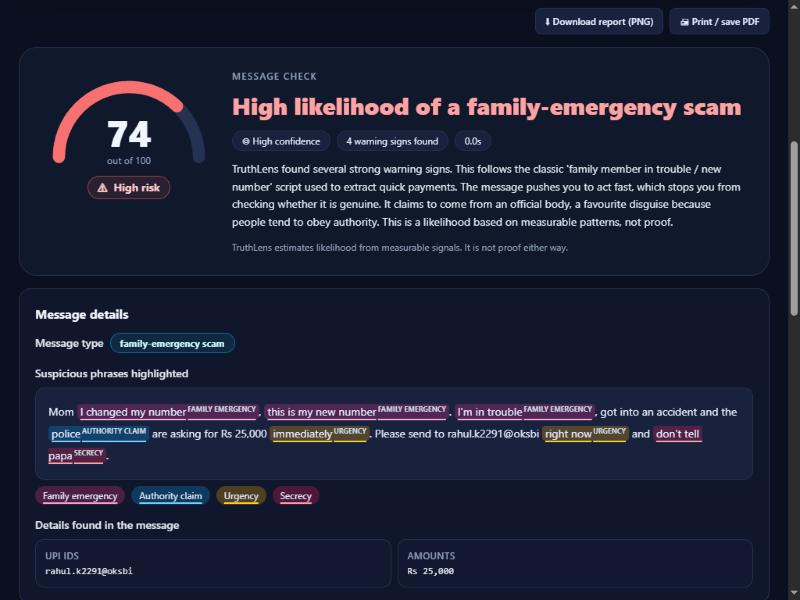 ⬇ Download report (PNG)
🖨 Print / save PDF
MESSAGE CHECK
High likelihood of a family-emergency scam
74
out of 100
⚠ High risk
High confidence
4 warning signs found
0.0s
TruthLens found several strong warning signs. This follows the classic 'family member in trouble / new
number' script used to extract quick payments. The message pushes you to act fast, which stops you from
checking whether it is genuine. It claims to come from an official body, a favourite disguise because
people tend to obey authority. This is a likelihood based on measurable patterns, not proof.
TruthLens estimates likelihood from measurable signals. It is not proof either way.
Message details
Message type family-emergency scam
Suspicious phrases highlighted
Mom I changed my number FAMILY EMERGENCY, this is my new number FAMILY EMERGENCY. I'm in trouble FAMILY EMERGENCY, got into an accident and the
police AUTHORITY CLAIM are asking for Rs 25,000 immediately URGENCY. Please send to rahul.k2291@oksbi right now URGENCY and don't tell
papa SECRECY.
Family emergency Authority claim Urgency Secrecy
Details found in the message
UPI IDS
rahul.k2291@oksbi
AMOUNTS
Rs 25,000